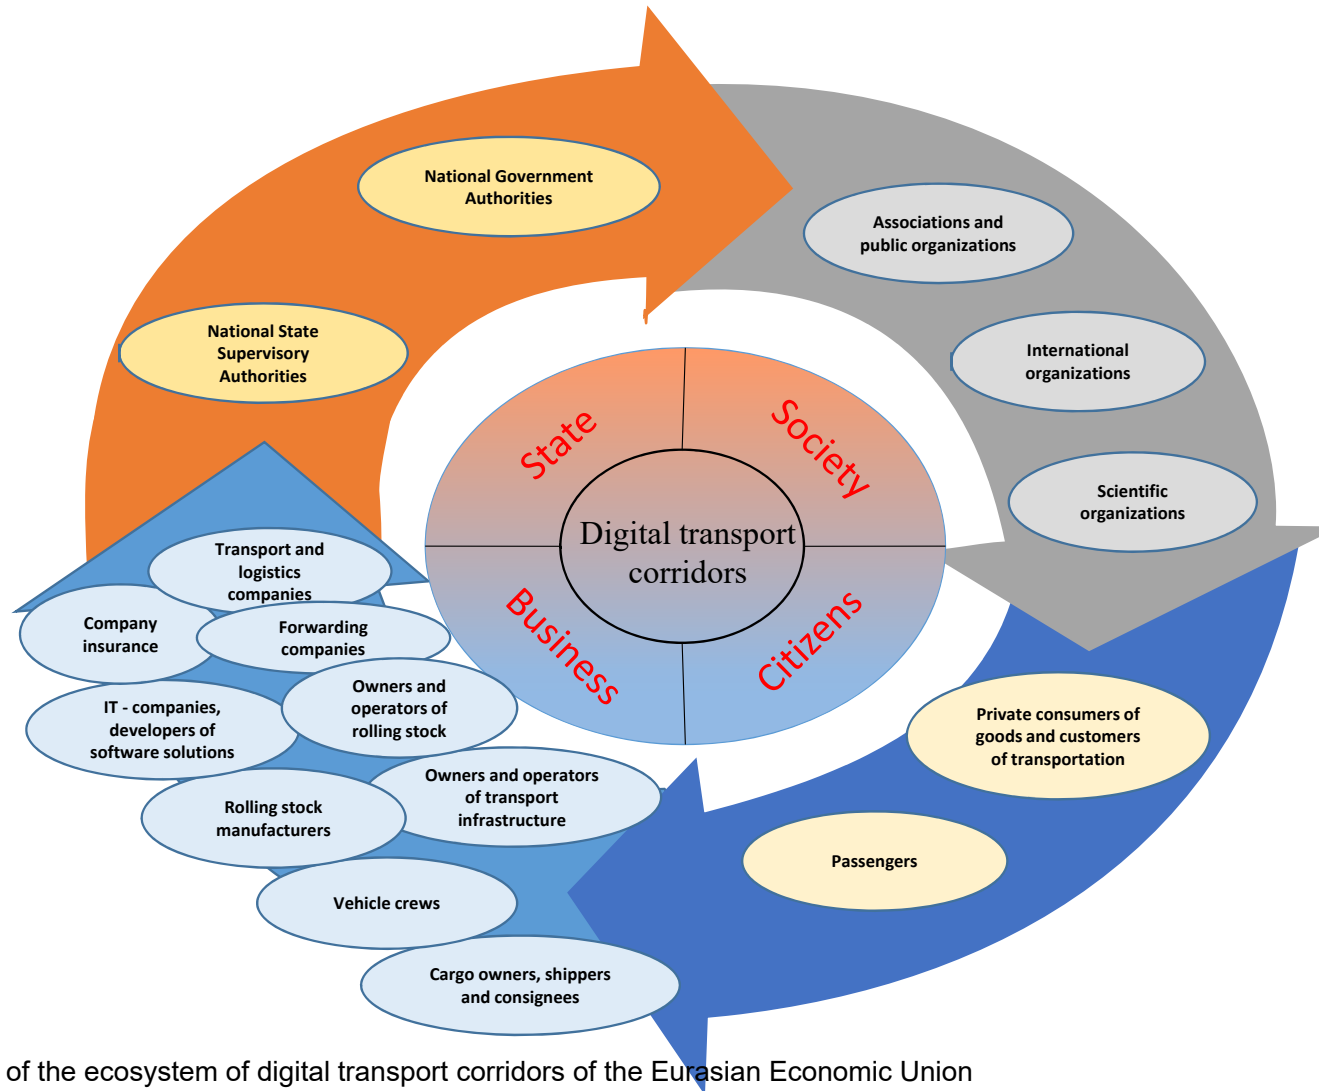 National Government
Authorities
Associations and
public organizations
National State
Supervisory
Authorities
International
organizations
Scientific
organizations
State
Society
Digital transport
corridors
Business
Citizens
Transport and
logistics
companies
Company
insurance
Forwarding
companies
Owners and
operators of
rolling stock
IT - companies,
developers of
software solutions
Owners and operators
of transport
infrastructure
Rolling stock
manufacturers
Vehicle crews
Cargo owners, shippers
and consignees
Private consumers of
goods and customers
of transportation
Passengers
of the ecosystem of digital transport corridors of the Eurasian Economic Union